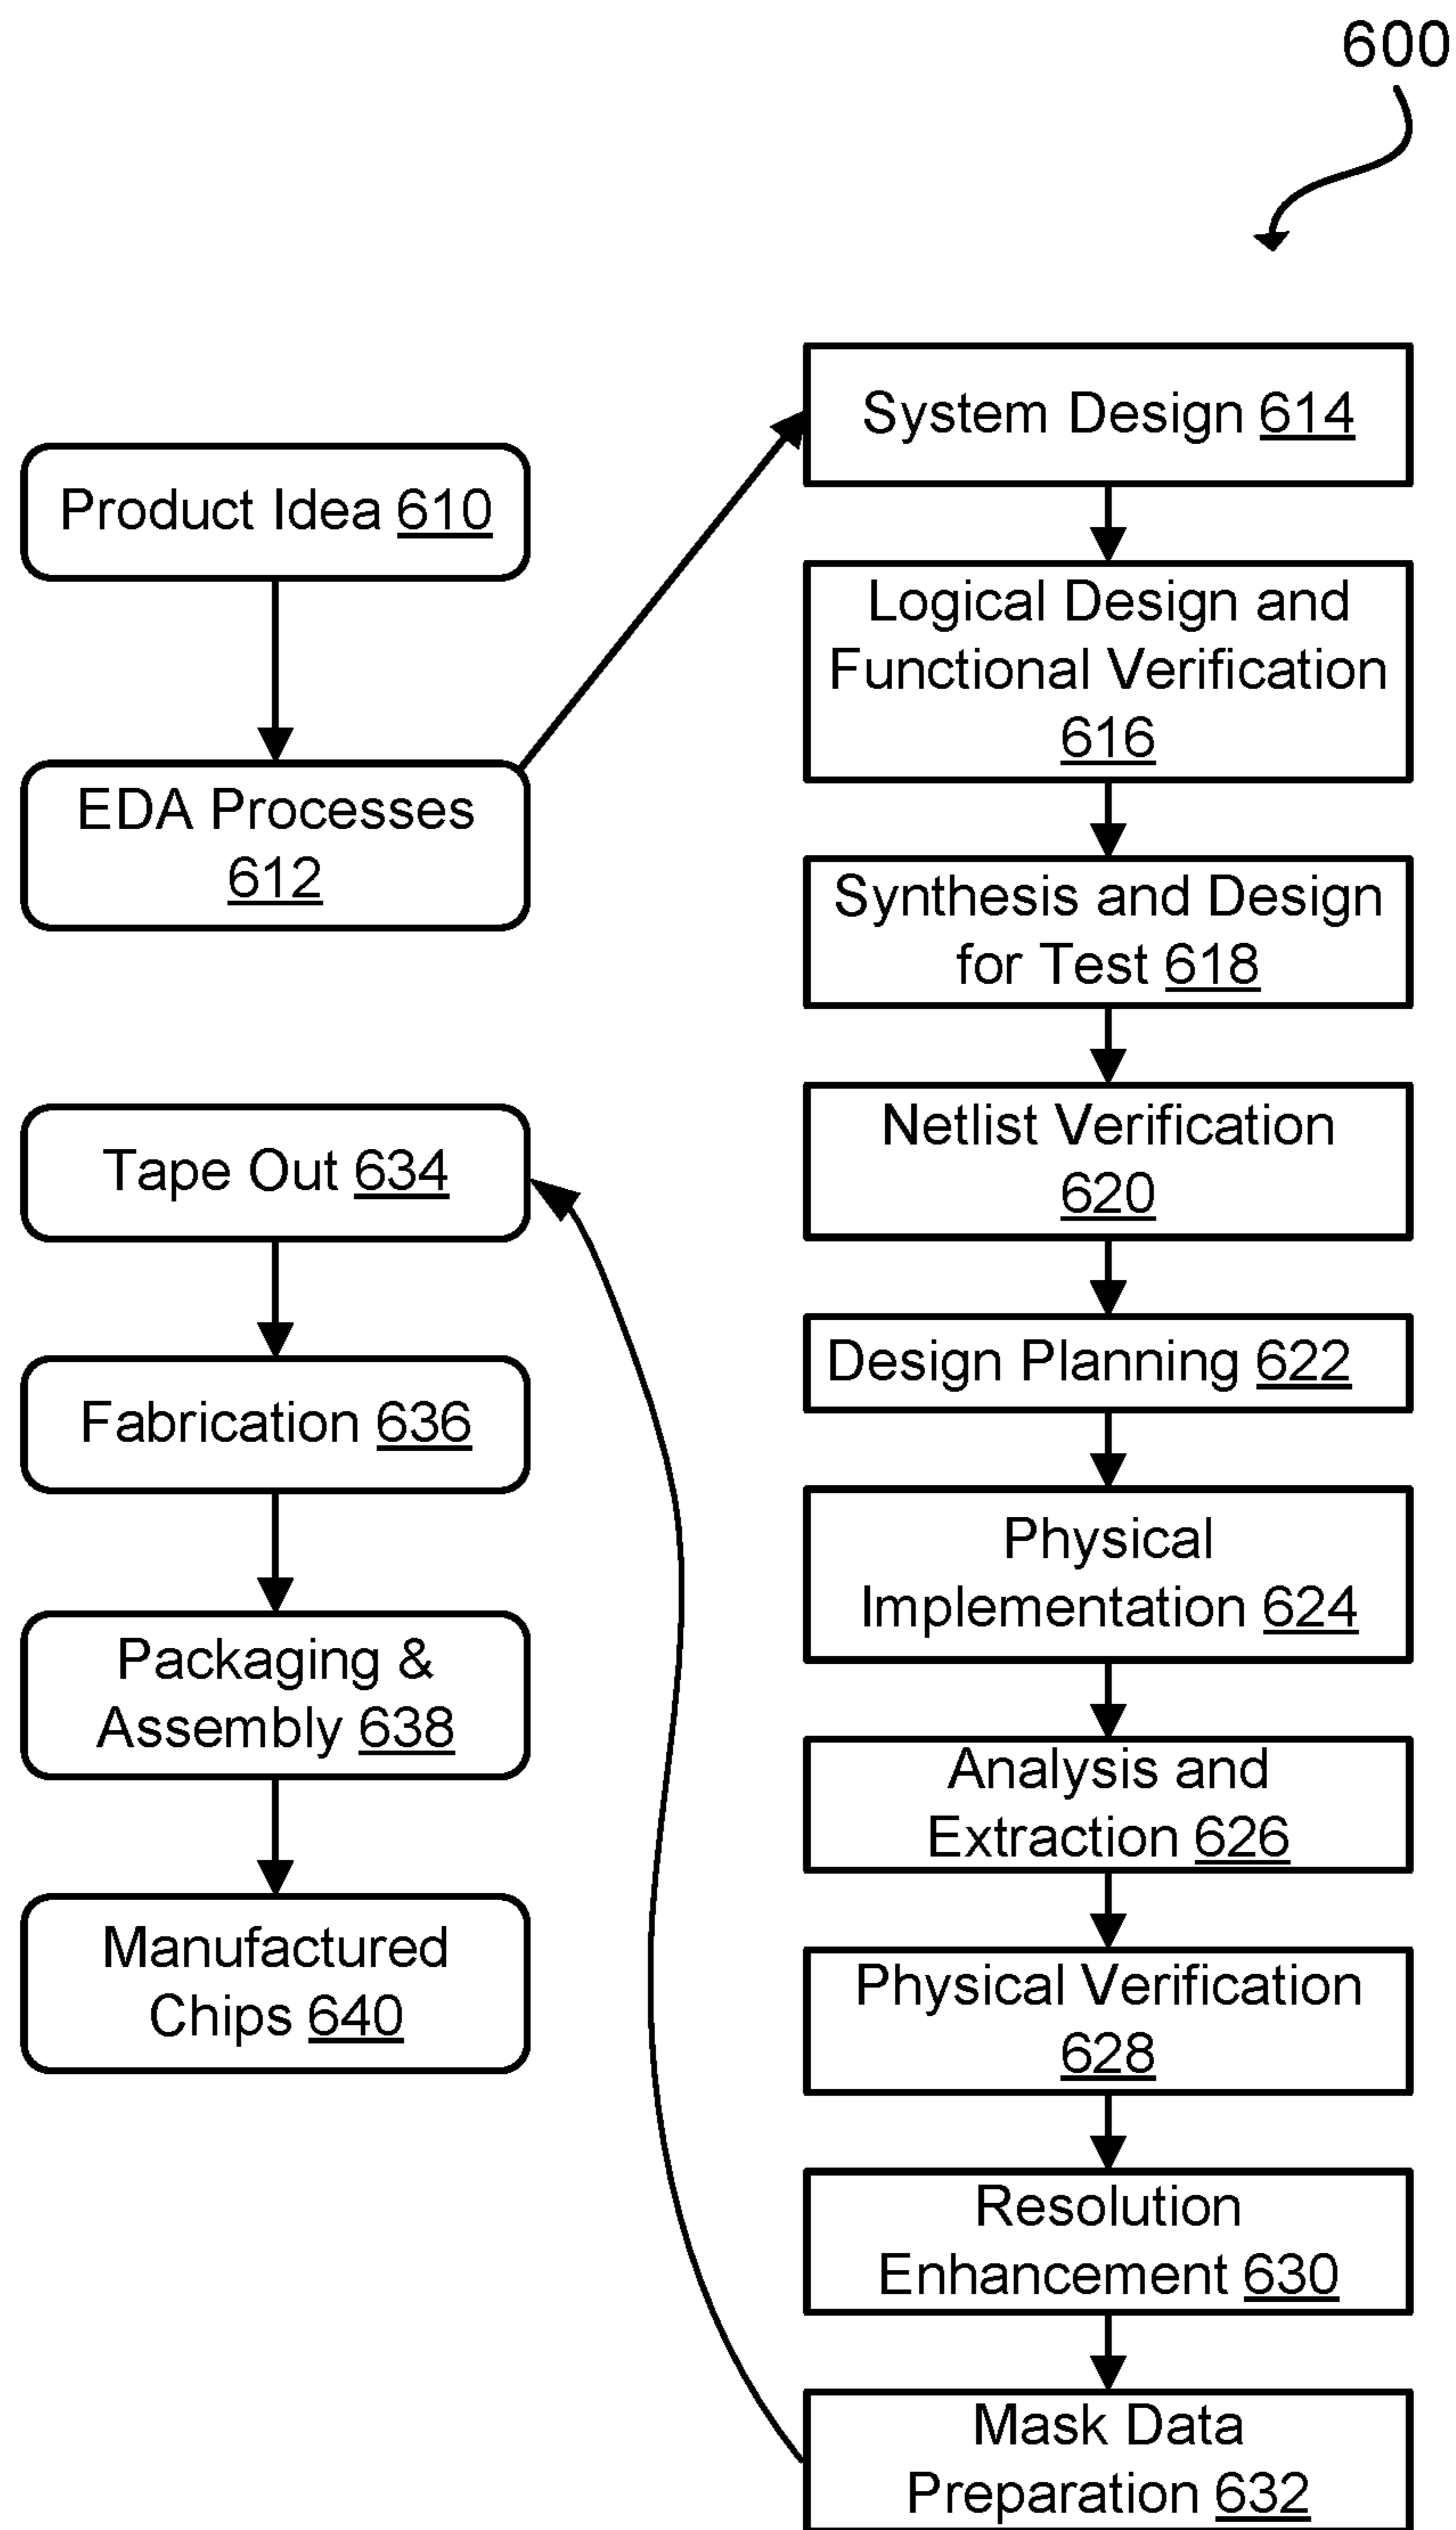 600
Product Idea 610
EDA Processes
612
System Design 614
Logical Design and
Functional Verification
616
Synthesis and Design
for Test 618
Netlist Verification
620
Design Planning 622
Physical
Implementation 624
Analysis and
Extraction 626
Physical Verification
628
Resolution
Enhancement 630
Mask Data
Preparation 632
Tape Out 634
Fabrication 636
Packaging &
Assembly 638
Manufactured
Chips 640